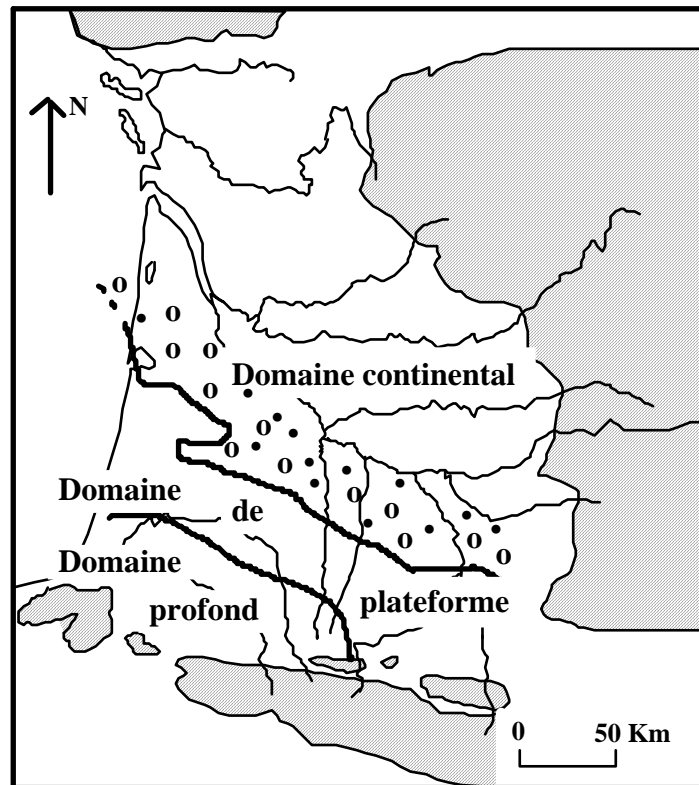 N
Domaine continental
Domaine
de
Domaine
profond
plateforme
0 50 Km